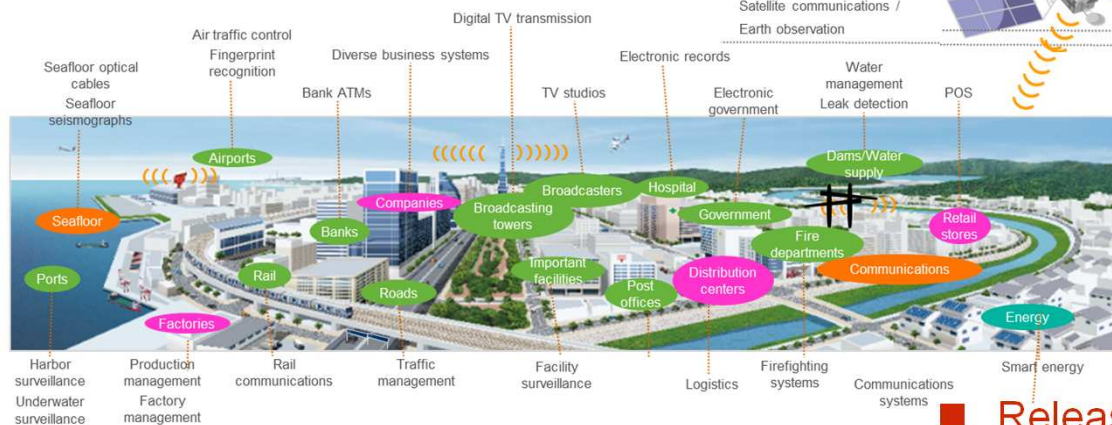 Satellite communications /
Earth observation
Digital TV transmission
Air traffic control
Fingerprint
recognition
Diverse business systems
Electronic records
Seafloor optical
cables
Seafloor
seismographs
Bank ATMs
TV studios
Electronic
government
Water
management
Leak detection
POS
Airports
Dams/Water
supply
Broadcasters
Hospital
Seafloor
Companies
Broadcasting
towers
Government
Retail
stores
Banks
Fire
departments
Ports
Rail
Roads
Important
facilities
Post
offices
Distribution
centers
Communications
Factories
Energy
Harbor
surveillance
Underwater
surveillance
Production
management
Factory
management
Rail
communications
Traffic
management
Facility
surveillance
Logistics
Firefighting
systems
Communications
systems
Smart energy
Releas